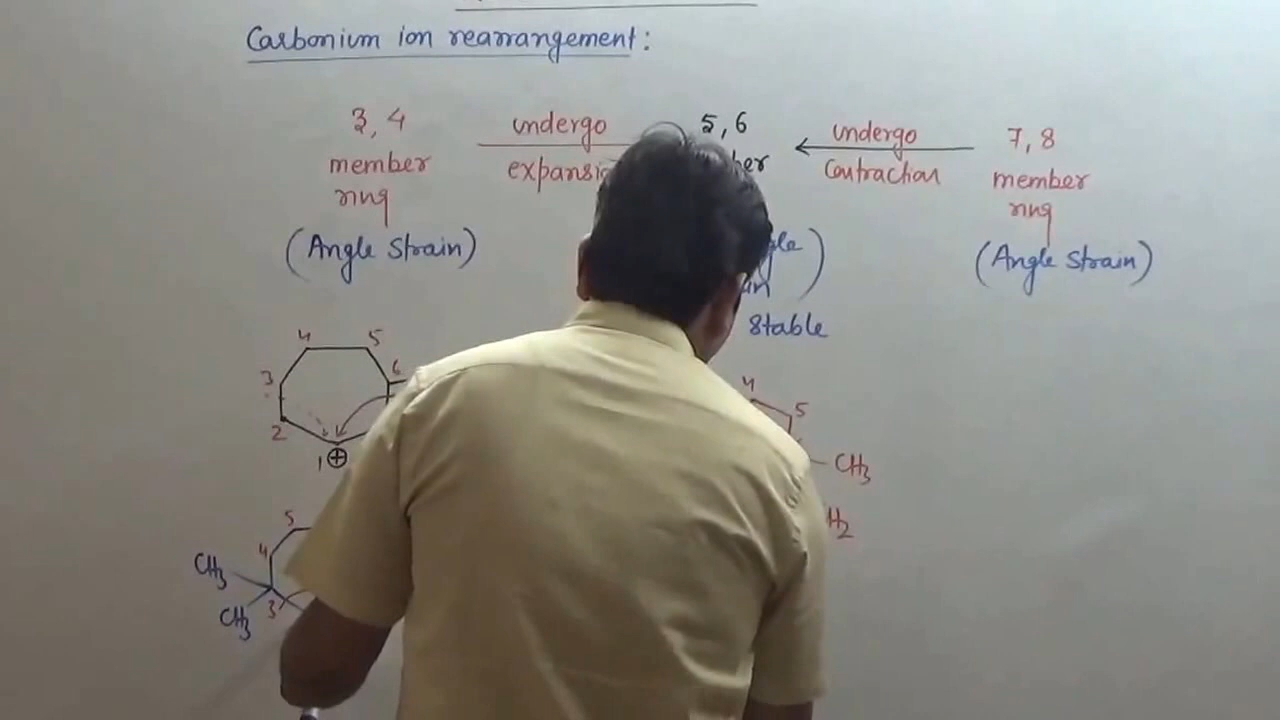 Carbonium ion rearrangement:
3, 4
member
ring
(Angle Strain)
undergo
5, 6
undergo
Contraction
7, 8
member
ring
(Angle Strain)
Stable
4 5
3 6
2
1 ⊕
4
5
CH3
H2
5
4
CH3
3
CH3